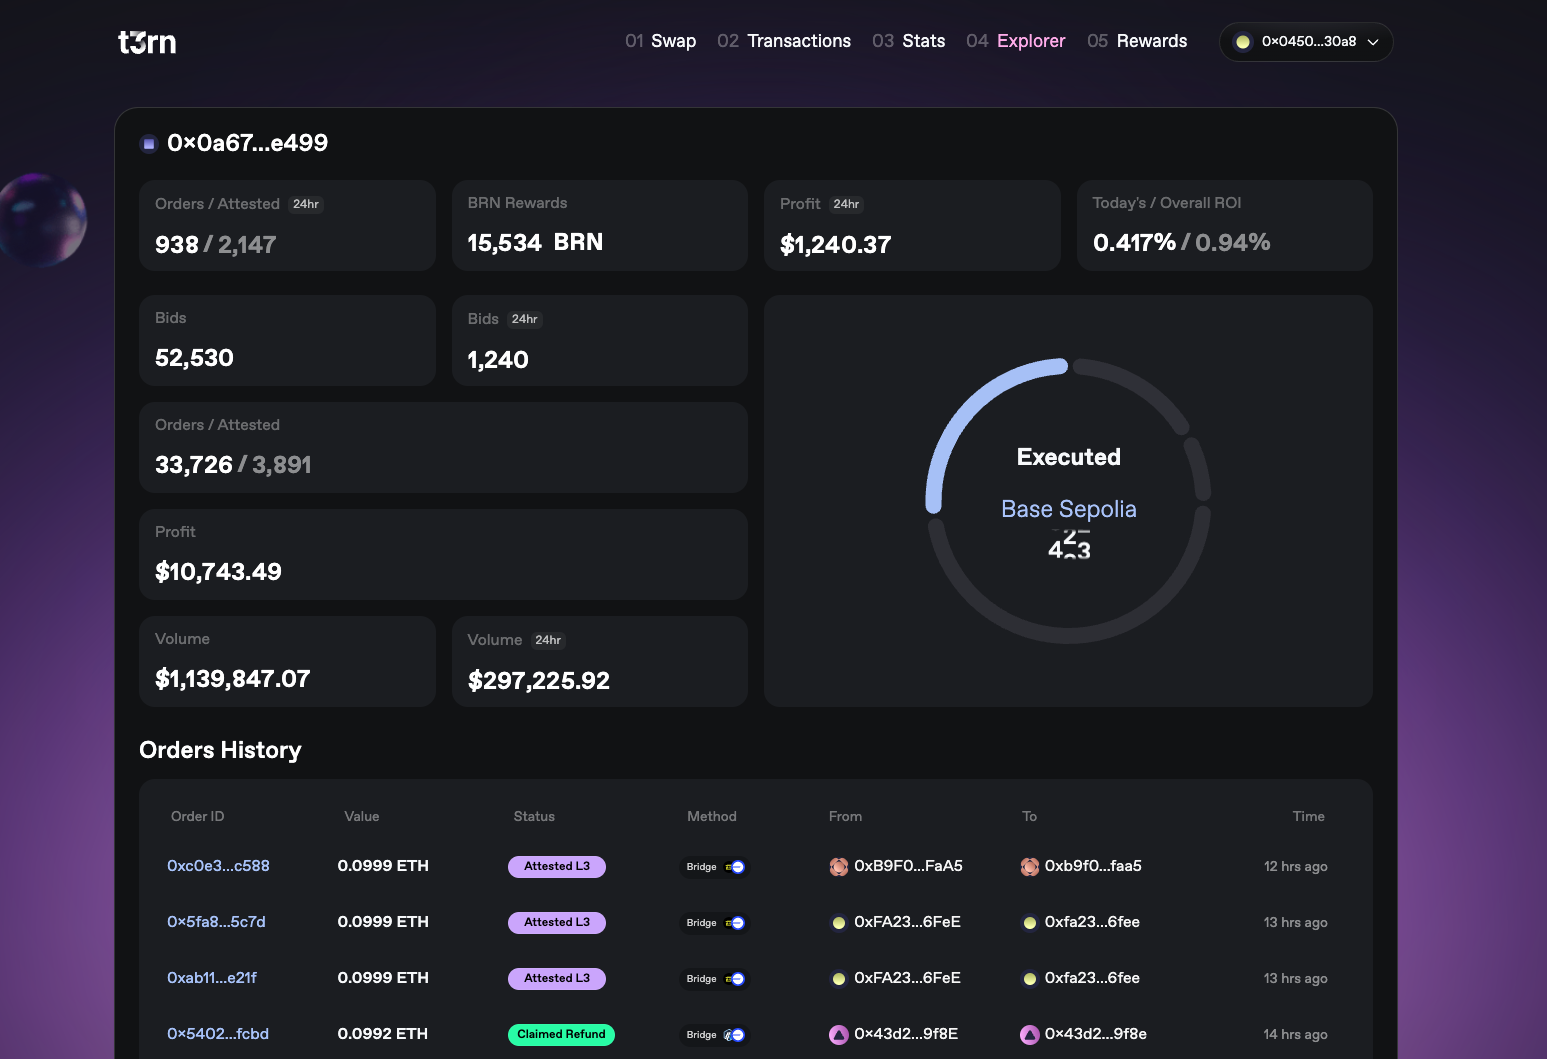 t3rn
01 Swap 02 Transactions 03 Stats 04 Explorer 05 Rewards 0x0450...30a8
0x0a67...e499
Orders / Attested 24hr
938 / 2,147
BRN Rewards
15,534 BRN
Profit 24hr
$1,240.37
Today's / Overall ROI
0.417% / 0.94%
Bids
52,530
Bids 24hr
1,240
Orders / Attested
33,726 / 3,891
Profit
$10,743.49
Volume
$1,139,847.07
Volume 24hr
$297,225.92
Executed
Base Sepolia
Orders History
Order ID Value Status Method From To Time
0xc0e3...c588 0.0999 ETH Attested L3 Bridge 0xB9F0...FaA5 0xb9f0...faa5 12 hrs ago
0x5fa8...5c7d 0.0999 ETH Attested L3 Bridge 0xFA23...6FeE 0xfa23...6fee 13 hrs ago
0xab11...e21f 0.0999 ETH Attested L3 Bridge 0xFA23...6FeE 0xfa23...6fee 13 hrs ago
0x5402...fcbd 0.0992 ETH Claimed Refund Bridge 0x43d2...9f8E 0x43d2...9f8e 14 hrs ago